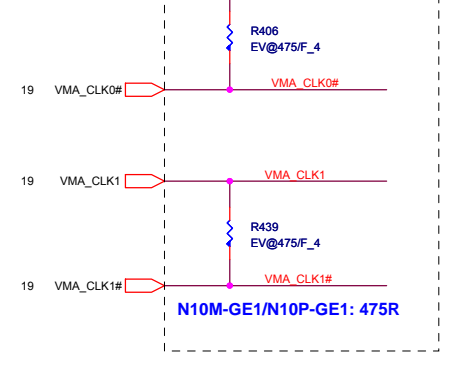 R406
EV@475/F_4
19 VMA_CLK0# VMA_CLK0#
19 VMA_CLK1 VMA_CLK1
R439
EV@475/F_4
19 VMA_CLK1# VMA_CLK1#
N10M-GE1/N10P-GE1: 475R